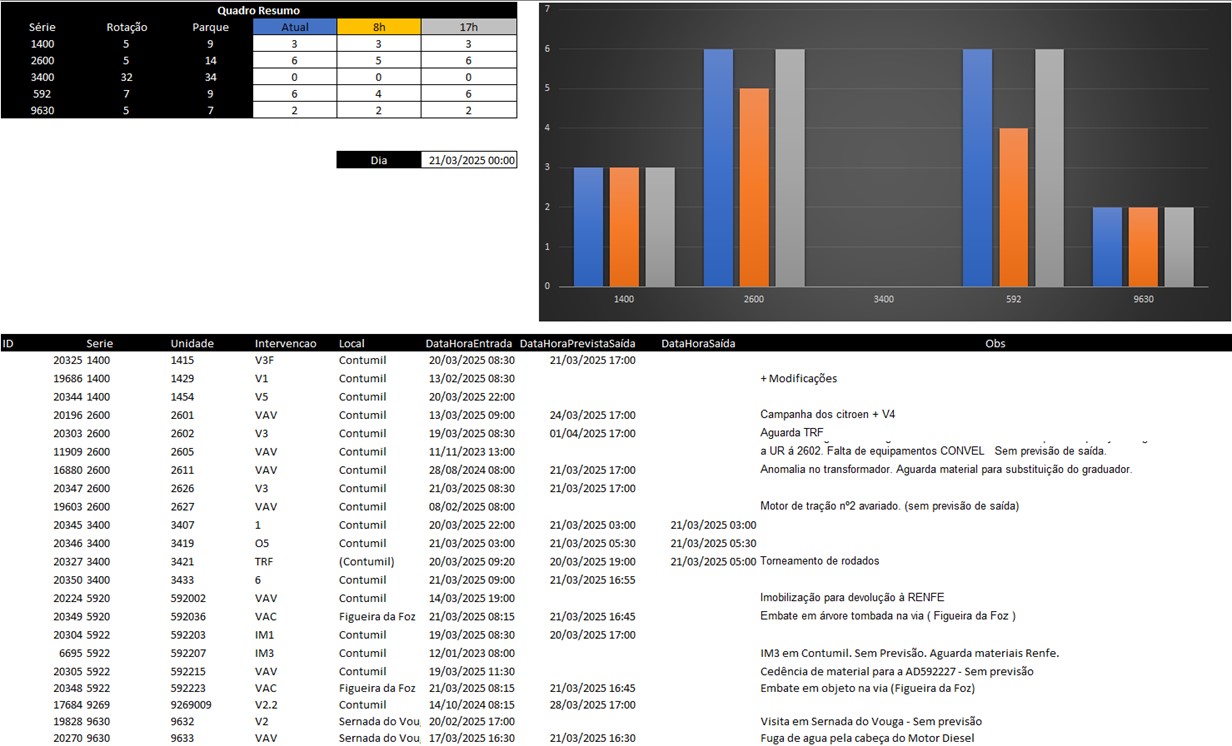 Quadro Resumo
Série Rotação Parque Atual 8h 17h
1400 5 9 3 3 3
2600 5 14 6 5 6
3400 32 34 0 0 0
592 7 9 6 4 6
9630 5 7 2 2 2
Dia 21/03/2025 00:00
7
6
5
4
3
2
1
0
1400 2600 3400 592 9630
ID Serie Unidade Intervencao Local DataHoraEntrada DataHoraPrevistaSaída DataHoraSaída Obs
20325 1400 1415 V3F Contumil 20/03/2025 08:30 21/03/2025 17:00
19686 1400 1429 V1 Contumil 13/02/2025 08:30 + Modificações
20344 1400 1454 V5 Contumil 20/03/2025 22:00
20196 2600 2601 VAV Contumil 13/03/2025 09:00 24/03/2025 17:00 Campanha dos citroen + V4
20303 2600 2602 V3 Contumil 19/03/2025 08:30 01/04/2025 17:00 Aguarda TRF
11909 2600 2605 VAV Contumil 11/11/2023 13:00 a UR á 2602. Falta de equipamentos CONVEL Sem previsão de saída.
16880 2600 2611 VAV Contumil 28/08/2024 08:00 21/03/2025 17:00 Anomalia no transformador. Aguarda material para substituição do graduador.
20347 2600 2626 V3 Contumil 21/03/2025 08:30 21/03/2025 17:00
19603 2600 2627 VAV Contumil 08/02/2025 08:00 Motor de tração nº2 avariado. (sem previsão de saída)
20345 3400 3407 1 Contumil 20/03/2025 22:00 21/03/2025 03:00 21/03/2025 03:00
20346 3400 3419 O5 Contumil 21/03/2025 03:00 21/03/2025 05:30 21/03/2025 05:30
20327 3400 3421 TRF (Contumil) 20/03/2025 09:20 20/03/2025 19:00 21/03/2025 05:00 Torneamento de rodados
20350 3400 3433 6 Contumil 21/03/2025 09:00 21/03/2025 16:55
20224 5920 592002 VAV Contumil 14/03/2025 19:00 Imobilização para devolução à RENFE
20349 5920 592036 VAC Figueira da Foz 21/03/2025 08:15 21/03/2025 16:45 Embate em árvore tombada na via ( Figueira da Foz )
20304 5922 592203 IM1 Contumil 19/03/2025 08:30 20/03/2025 17:00
6695 5922 592207 IM3 Contumil 12/01/2023 08:00 IM3 em Contumil. Sem Previsão. Aguarda materiais Renfe.
20305 5922 592215 VAV Contumil 19/03/2025 11:30 Cedência de material para a AD592227 - Sem previsão
20348 5922 592223 VAC Figueira da Foz 21/03/2025 08:15 21/03/2025 16:45 Embate em objeto na via (Figueira da Foz)
17684 9269 9269009 V2.2 Contumil 14/10/2024 08:15 28/03/2025 17:00
19828 9630 9632 V2 Sernada do Voug 20/02/2025 17:00 Visita em Sernada do Vouga - Sem previsão
20270 9630 9633 VAV Sernada do Voug 17/03/2025 16:30 21/03/2025 16:30 Fuga de agua pela cabeça do Motor Diesel